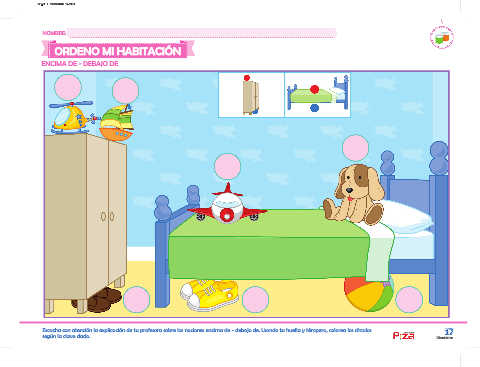 NOMBRE:
ORDENO MI HABITACIÓN
ENCIMA DE - DEBAJO DE
Escucha con atención la explicación de tu profesora sobre las nociones encima de - debajo de. Usando tu huella y témpera, colorea los círculos
según la clave dada.
17